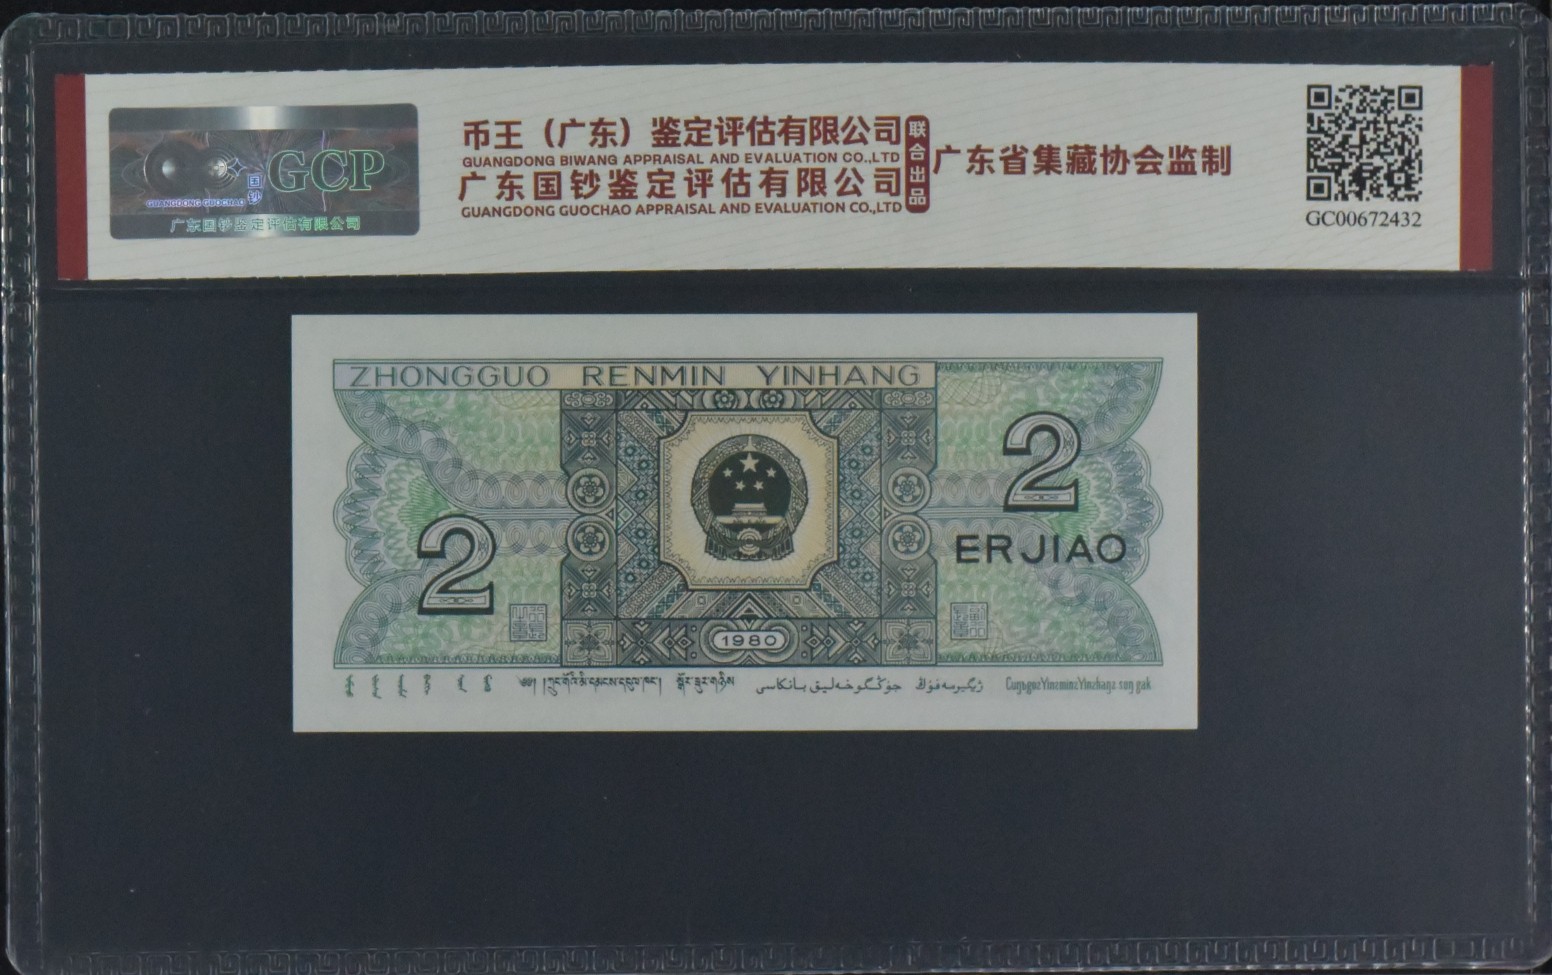 GCP
国钞
GUANGDONG GUOCHAO
广东国钞鉴定评估有限公司
币王（广东）鉴定评估有限公司
GUANGDONG BIWANG APPRAISAL AND EVALUATION CO.,LTD
广东国钞鉴定评估有限公司
GUANGDONG GUOCHAO APPRAISAL AND EVALUATION CO.,LTD
联合出品
广东省集藏协会监制
GC00672432
ZHONGGUO RENMIN YINHANG
2
2
ERJIAO
1980
جۇڭگوخەلىق بانكاسى